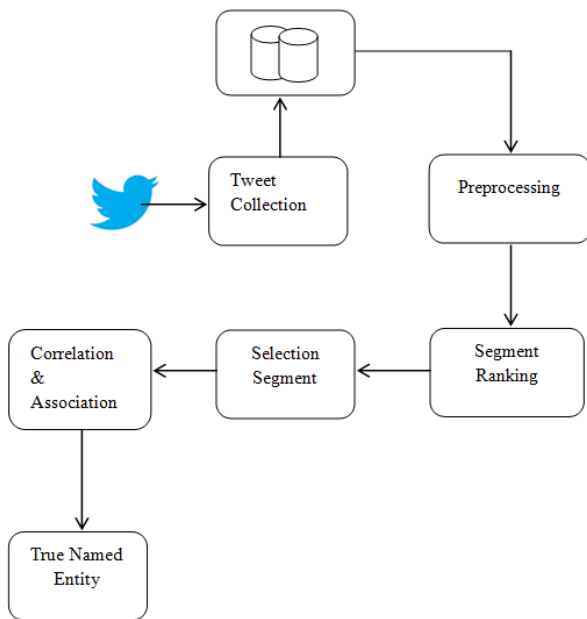 Tweet
Collection
Preprocessing
Segment
Ranking
Selection
Segment
Correlation
&
Association
True Named
Entity